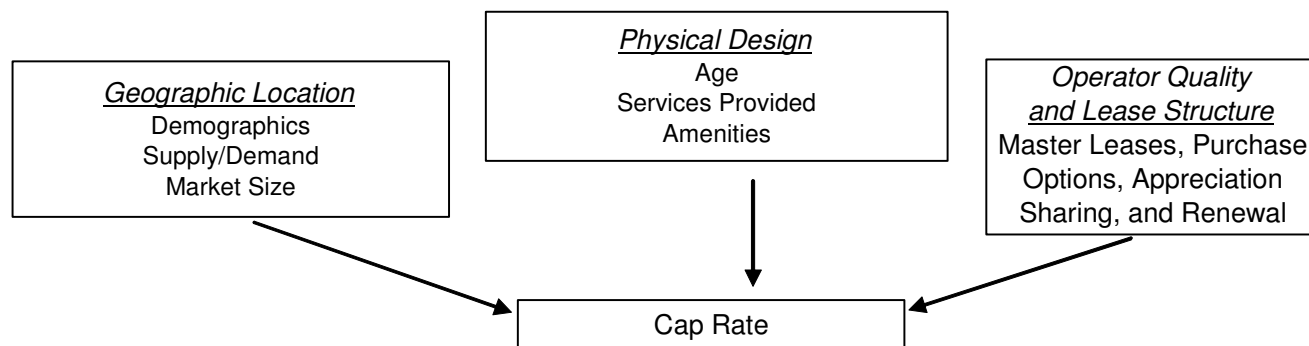 Geographic Location
Demographics
Supply/Demand
Market Size
Physical Design
Age
Services Provided
Amenities
Operator Quality
and Lease Structure
Master Leases, Purchase
Options, Appreciation
Sharing, and Renewal
Cap Rate